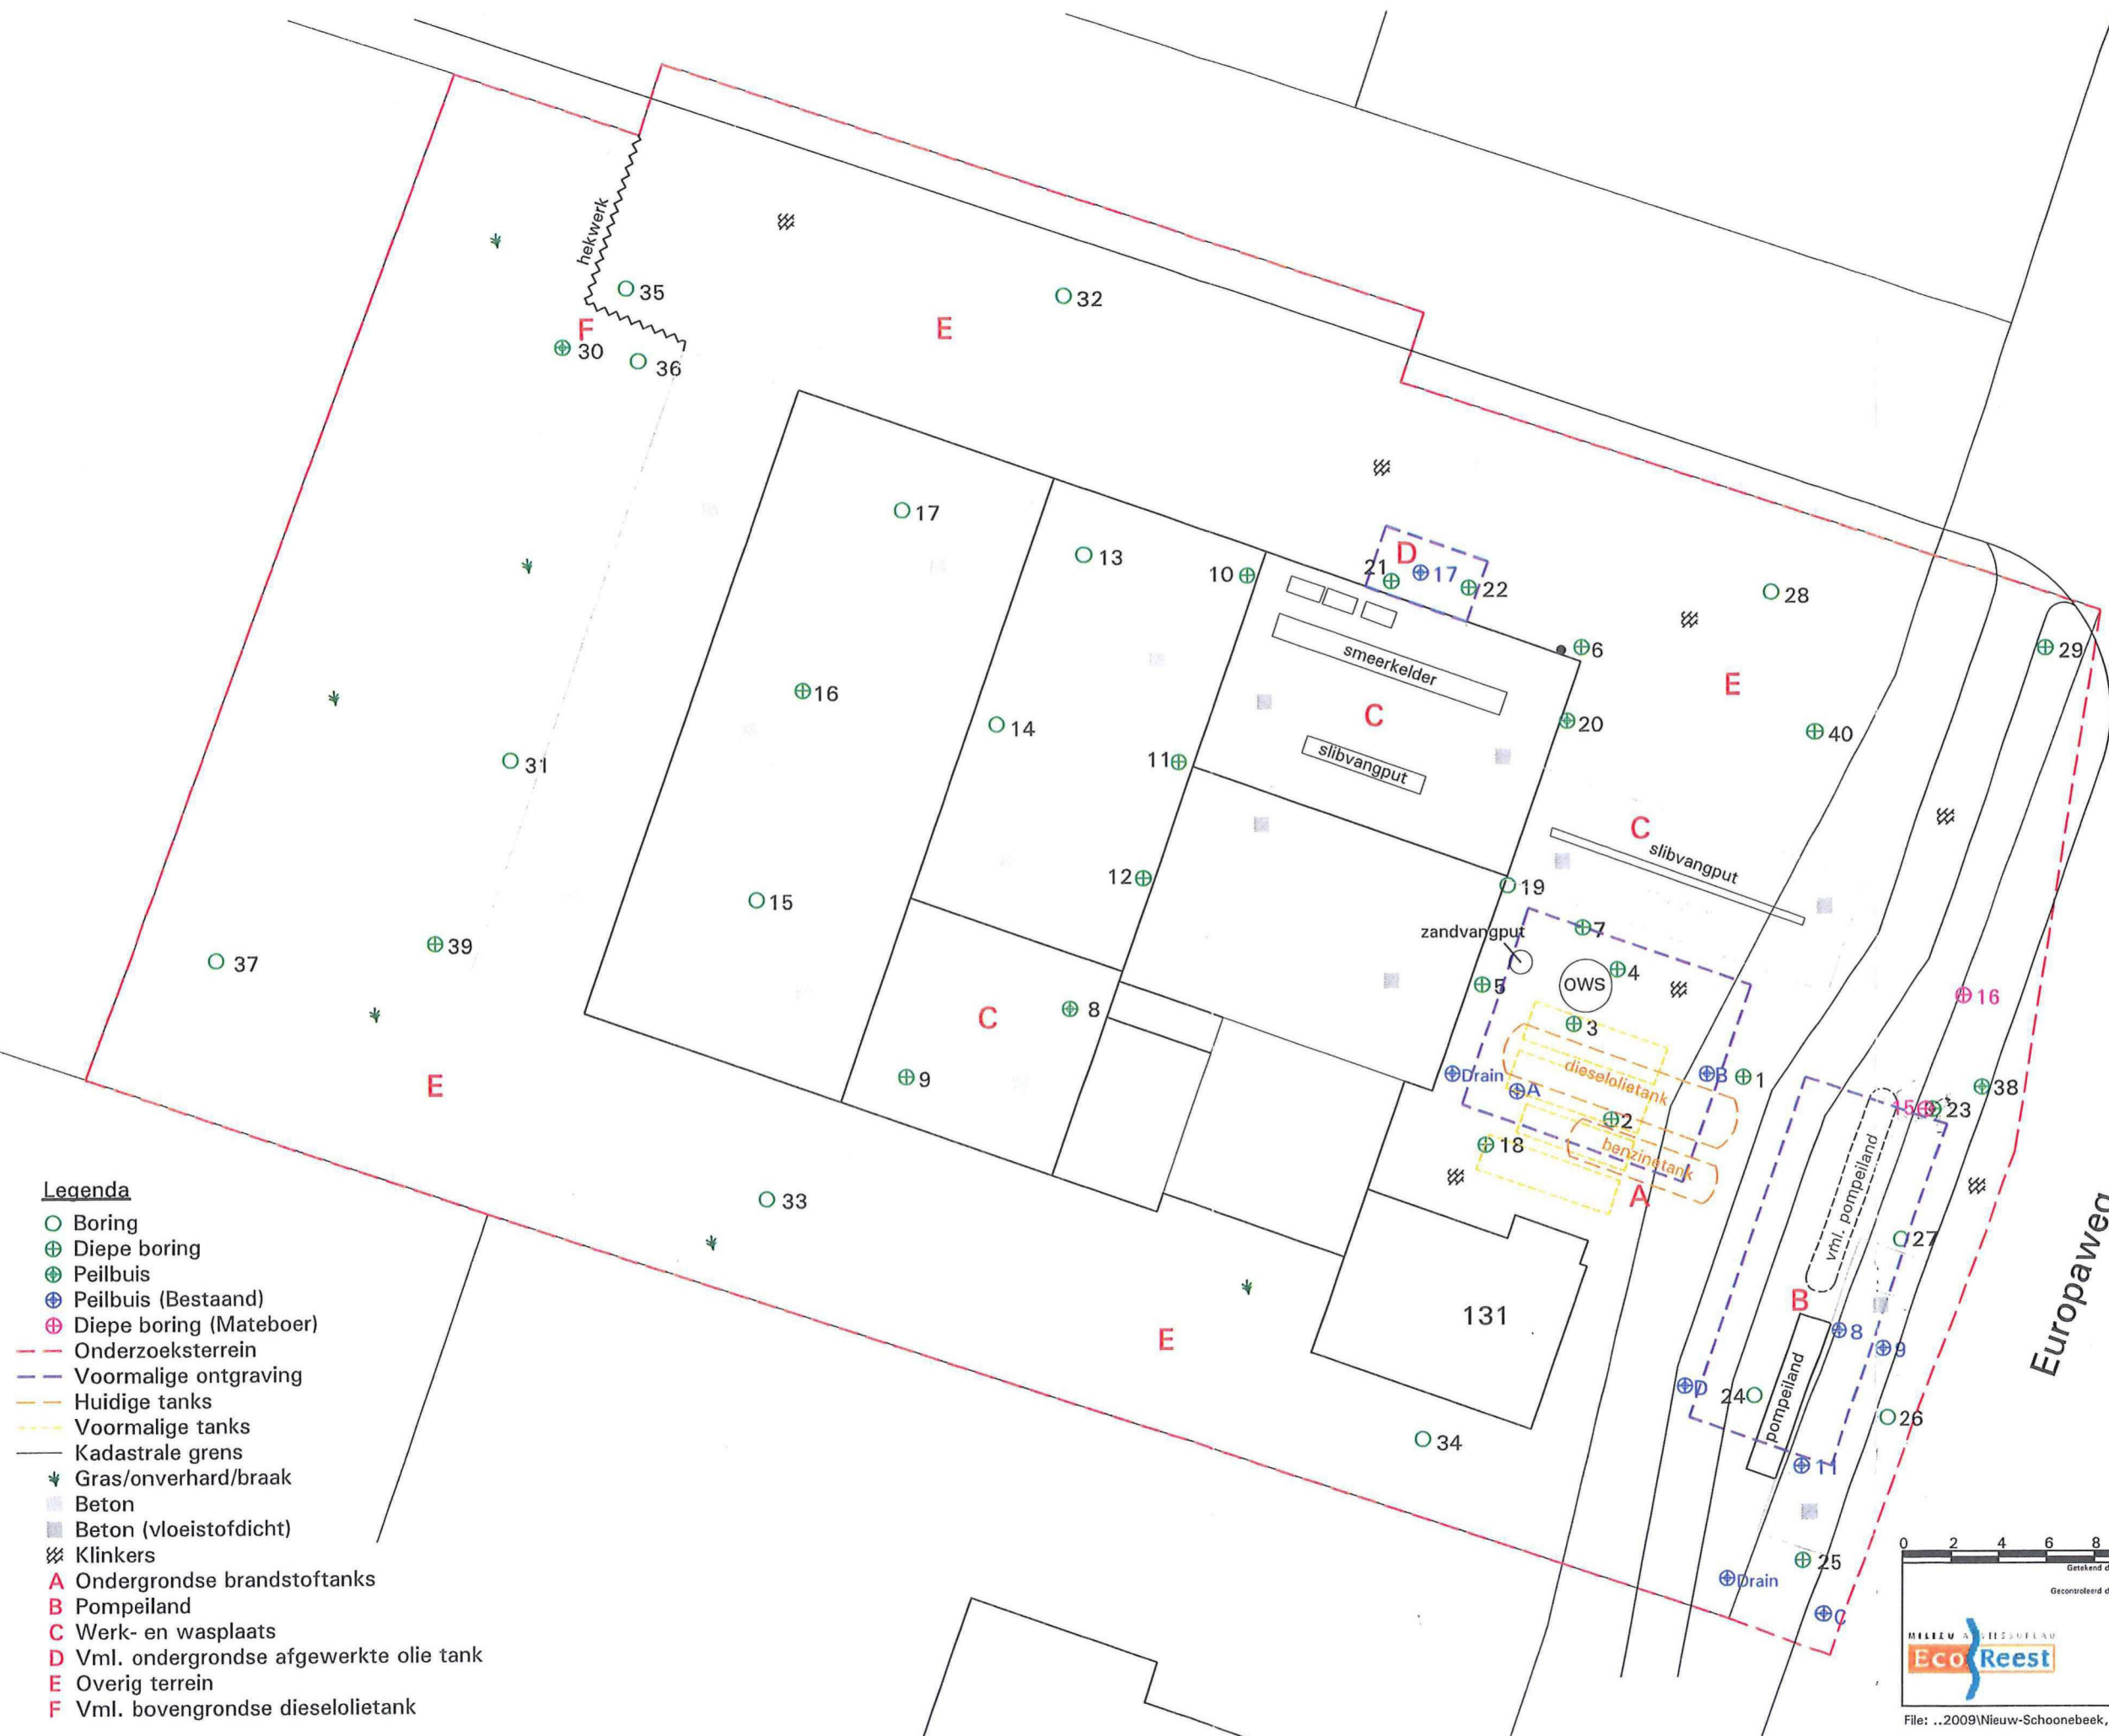 hekwerk
35
32
F
E
30
36
17
13
10
D
21
17
22
28
smeerkelder
6
29
16
C
E
14
20
40
11
slibvangput
31
C
slibvangput
12
19
15
zandvangput
7
39
37
4
5
OWS
16
C
8
3
dieselolietank
Drain
A
B
1
38
E
9
15
23
2
18
benzinetank
A
vml. pompeiland
33
27
Europaweg
B
131
E
8
9
pompeiland
D
24
26
34
11
25
Drain
C
Legenda
Boring
Diepe boring
Peilbuis
Peilbuis (Bestaand)
Diepe boring (Mateboer)
Onderzoeksterrein
Voormalige ontgraving
Huidige tanks
Voormalige tanks
Kadastrale grens
Gras/onverhard/braak
Beton
Beton (vloeistofdicht)
Klinkers
A Ondergrondse brandstoftanks
B Pompeiland
C Werk- en wasplaats
D Vml. ondergrondse afgewerkte olie tank
E Overig terrein
F Vml. bovengrondse dieselolietank
0 2 4 6 8
Getekend d
Gecontroleerd d
MILIEU
Eco Reest
File: ..2009\Nieuw-Schoonebeek,